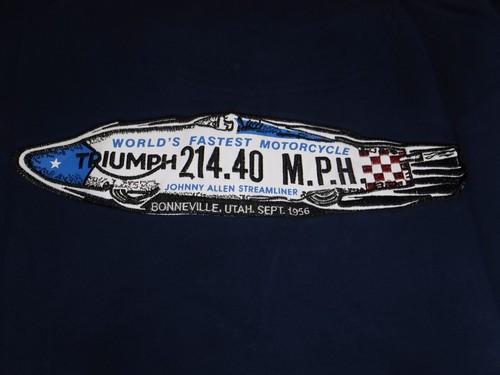 WORLD'S FASTEST MOTORCYCLE
TRIUMPH 214.40 M.P.H.
JOHNNY ALLEN STREAMLINER
BONNEVILLE, UTAH. SEPT. 1956